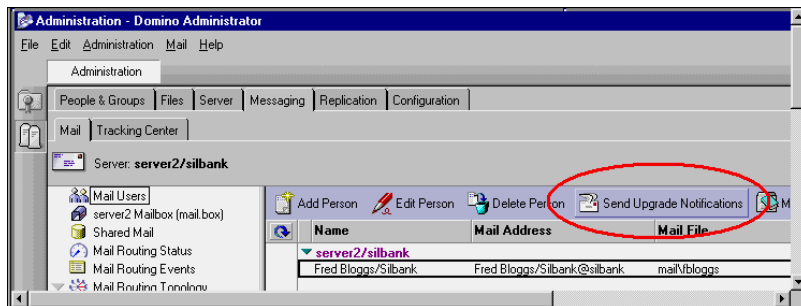 Administration - Domino Administrator
File Edit Administration Mail Help
Administration
People & Groups Files Server Messaging Replication Configuration
Mail Tracking Center
Server: server2/silbank
Mail Users
server2 Mailbox (mail.box)
Shared Mail
Mail Routing Status
Mail Routing Events
Mail Routing Topology
Add Person Edit Person Delete Person Send Upgrade Notifications M
Name Mail Address Mail File
server2/silbank
Fred Bloggs/Silbank Fred Bloggs/Silbank@silbank mail\fbloggs